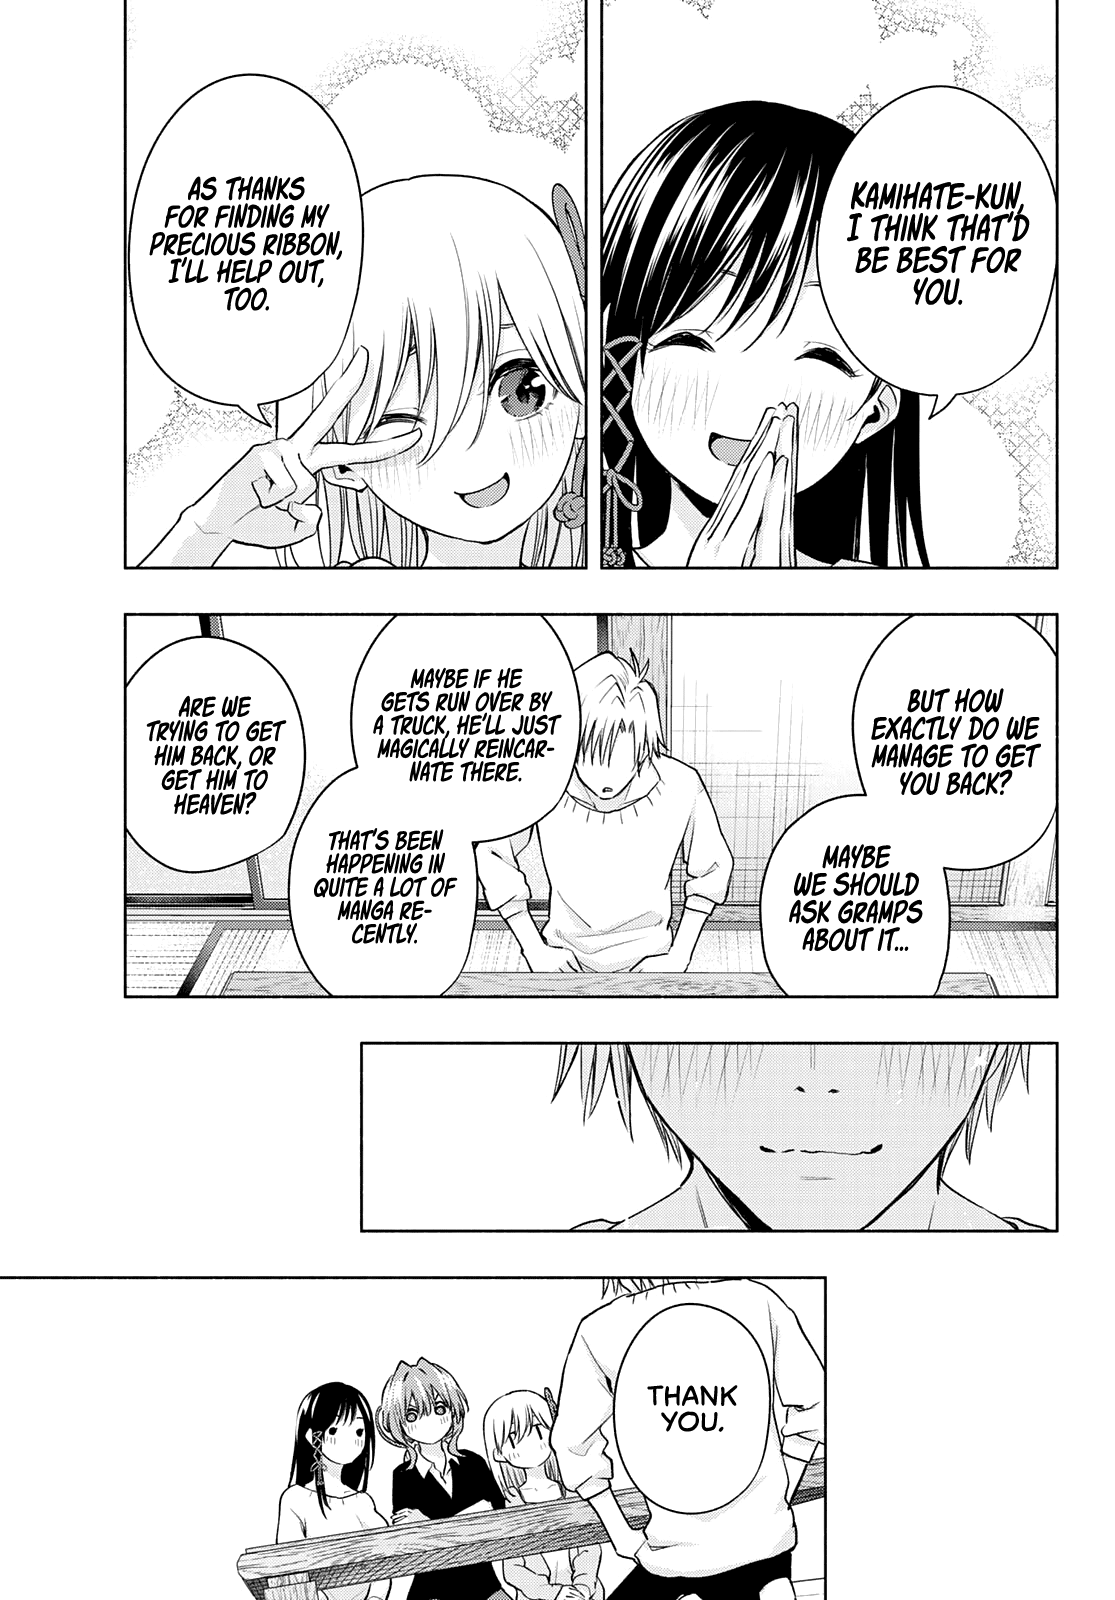 KAMIHATE-KUN,
I THINK THAT'D
BE BEST FOR
YOU.
AS THANKS
FOR FINDING MY
PRECIOUS RIBBON,
I'LL HELP OUT,
TOO.
BUT HOW
EXACTLY DO WE
MANAGE TO GET
YOU BACK?
MAYBE
WE SHOULD
ASK GRAMPS
ABOUT IT...
MAYBE IF HE
GETS RUN OVER BY
A TRUCK, HE'LL JUST
MAGICALLY REINCAR-
NATE THERE.
THAT'S BEEN
HAPPENING IN
QUITE A LOT OF
MANGA RE-
CENTLY.
ARE WE
TRYING TO GET
HIM BACK, OR
GET HIM TO
HEAVEN?
THANK
YOU.